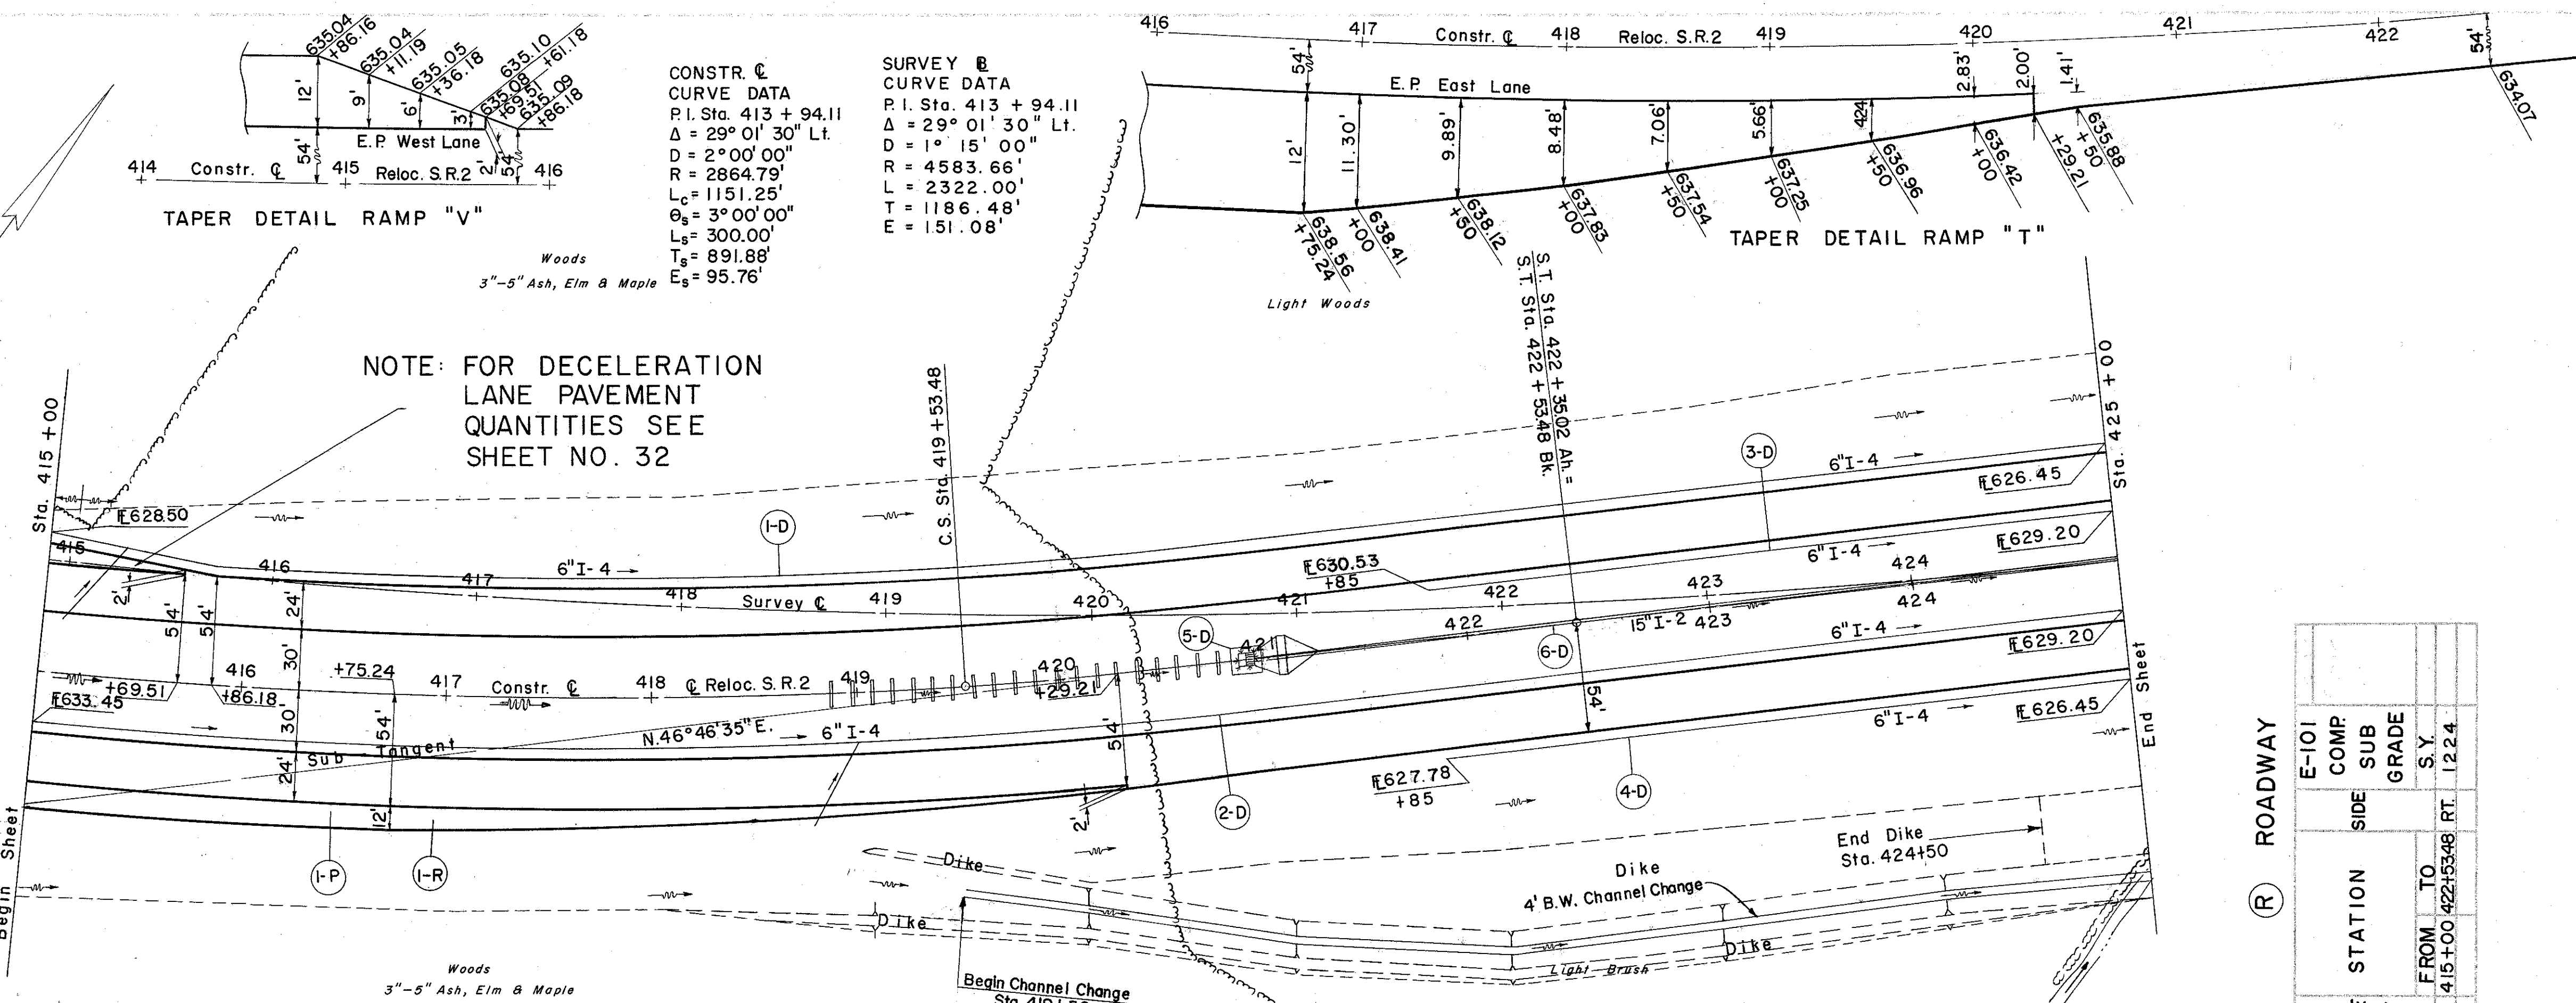 635.04
+86.16
635.04
+11.19
635.05
+36.18
635.10
+61.18
635.08
+69.51
635.09
+86.18
12'
9'
6'
3'
E.P. West Lane
54'
2'
54'
414 Constr. ℄ 415 Reloc. S.R.2 416
TAPER DETAIL RAMP "V"
CONSTR. ℄
CURVE DATA
P.I. Sta. 413 + 94.11
Δ = 29° 01' 30" Lt.
D = 2°00'00"
R = 2864.79'
Lc = 1151.25'
θs = 3°00'00"
Ls = 300.00'
Ts = 891.88'
Es = 95.76'
SURVEY ℄
CURVE DATA
P.I. Sta. 413 + 94.11
Δ = 29° 01' 30" Lt.
D = 1° 15' 00"
R = 4583.66'
L = 2322.00'
T = 1186.48'
E = 151.08'
416 417 Constr. ℄ 418 Reloc. S.R.2 419 420 421 422
54'
E.P. East Lane
2.83'
2.00'
1.41'
54'
634.07
12'
11.30'
9.89'
8.48'
7.06'
5.66'
4.24
638.56
+75.24
638.41
+00
638.12
+50
637.83
+00
637.54
+50
637.25
+00
636.96
+50
636.42
+00
+29.21
635.88
+50
TAPER DETAIL RAMP "T"
Woods
3"-5" Ash, Elm & Maple
Light Woods
NOTE: FOR DECELERATION
LANE PAVEMENT
QUANTITIES SEE
SHEET NO. 32
Sta. 415 + 00
C.S. Sta. 419 + 53.48
S.T. Sta. 422 + 35.02 Ah =
S.T. Sta. 422 + 53.48 Bk.
Sta. 425 + 00
628.50
1-D
3-D
6" I-4
626.45
415 416 417
6" I-4
418 Survey ℄ 419 420 421 422 423 424
630.53
+85
6" I-4
629.20
2'
54'
54'
24'
30'
416
+75.24
417 Constr. ℄ 418 ℄ Reloc. S.R.2 419 420 421 422 423 424
5-D
6-D
15" I-2
6" I-4
629.20
+69.51
+86.18
+29.21
633.45
30'
54'
24'
12'
Sub Tangent
N.46°46'35"E.
6" I-4
54'
54'
2'
2-D
627.78
+85
4-D
6" I-4
626.45
Begin Sheet
End Sheet
1-P
1-R
Dike
Dike
Dike
4' B.W. Channel Change
End Dike
Sta. 424+50
Dike
Light Brush
Begin Channel Change
Woods
3"-5" Ash, Elm & Maple
R ROADWAY
STATION
FROM TO
SIDE
E-101
COMP.
SUB
GRADE
S.Y.
415+00 422+53.48 RT. 1224